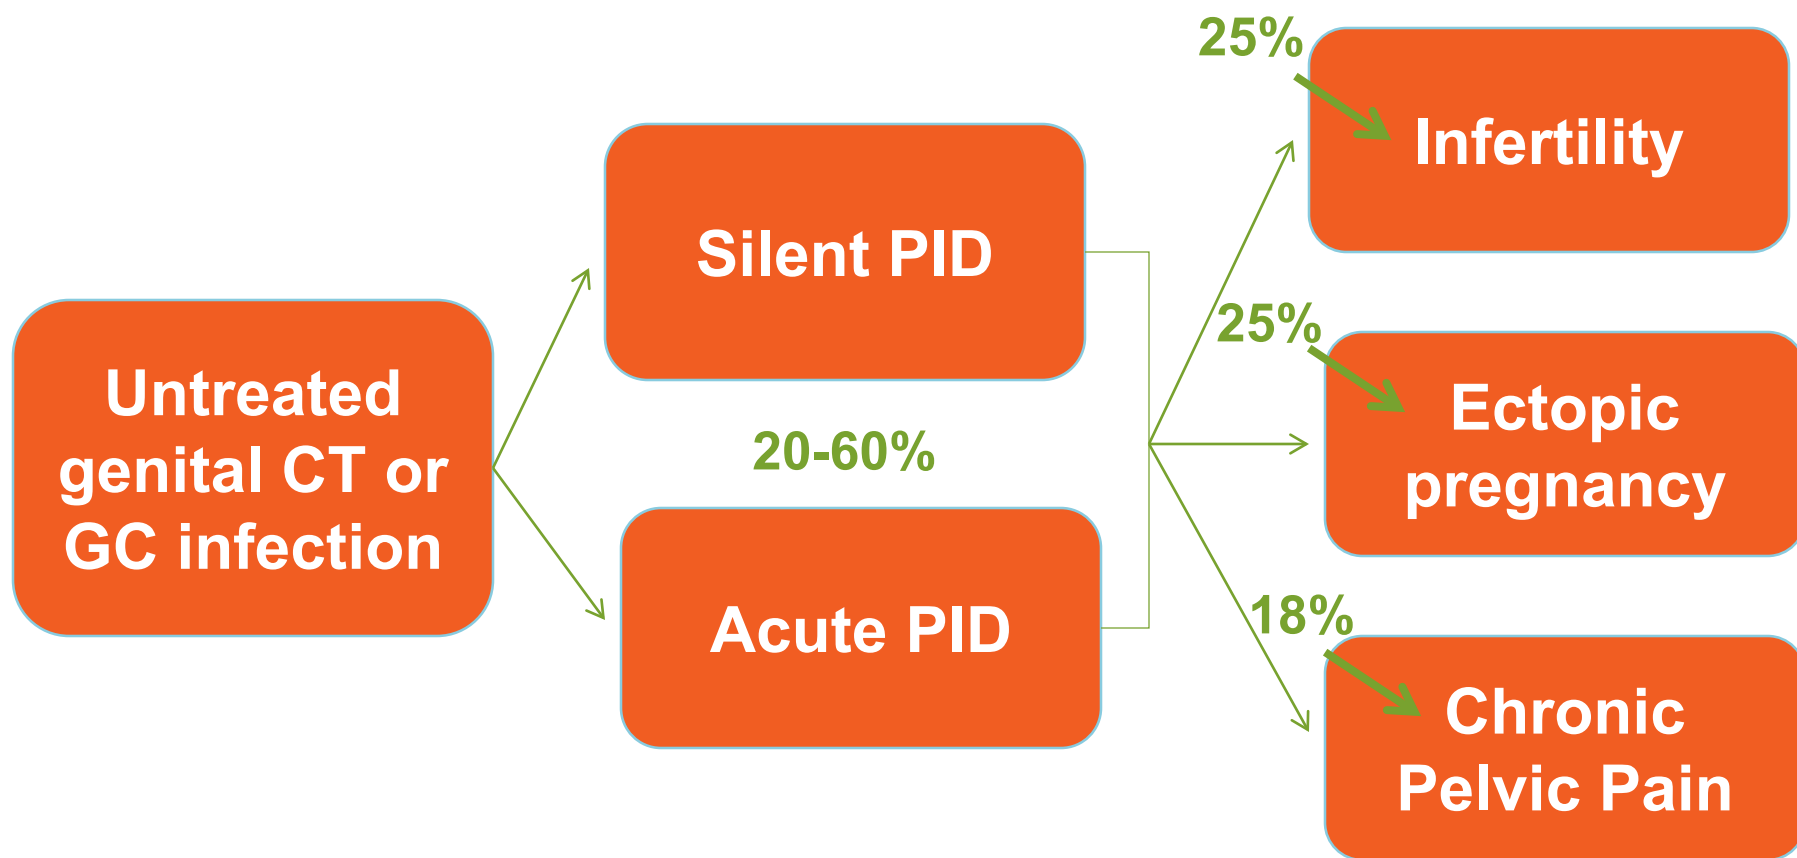 Untreated
genital CT or
GC infection
Silent PID
20-60%
Acute PID
25%
Infertility
25%
Ectopic
pregnancy
18%
Chronic
Pelvic Pain